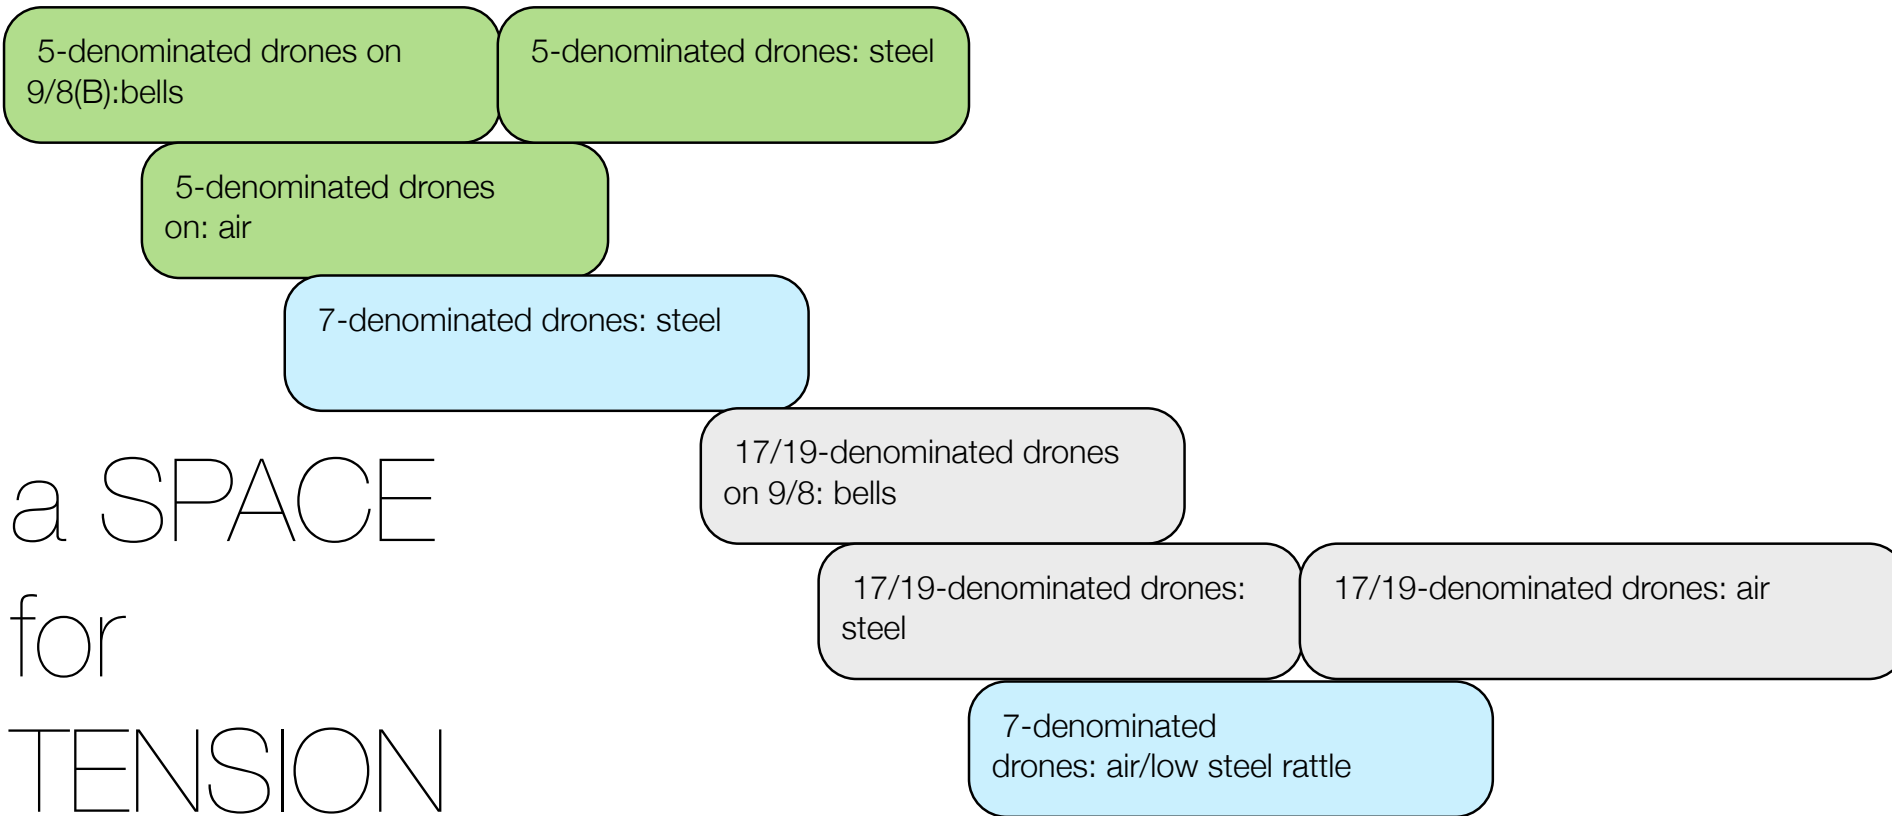 5-denominated drones on
9/8(B):bells
5-denominated drones: steel
5-denominated drones
on: air
7-denominated drones: steel
17/19-denominated drones
on 9/8: bells
17/19-denominated drones:
steel
17/19-denominated drones: air
7-denominated
drones: air/low steel rattle
a SPACE
for
TENSION